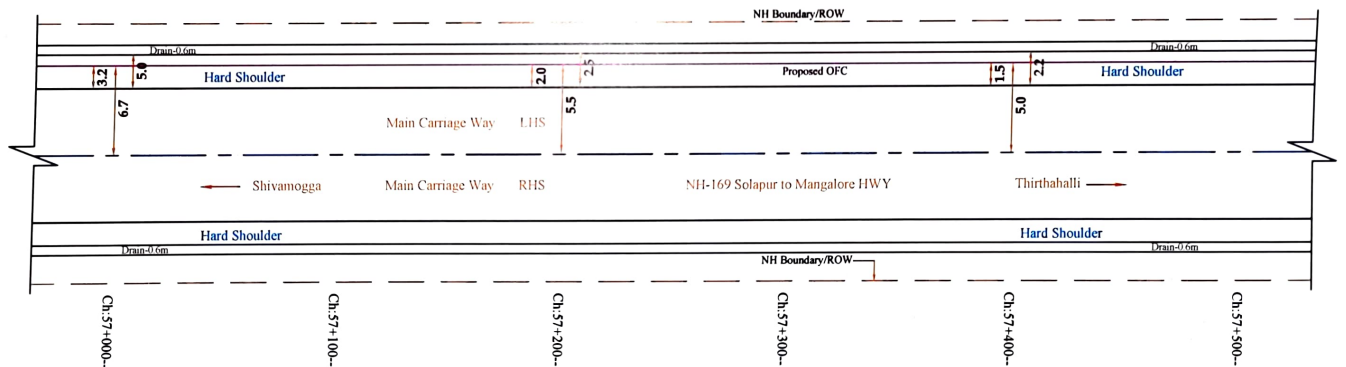 NH Boundary/ROW
Drain-0.6m
Drain-0.6m
3.2
5.0
Hard Shoulder
2.0
2.5
Proposed OFC
1.5
2.2
Hard Shoulder
6.7
5.5
5.0
Main Carriage Way LHS
Shivamogga
Main Carriage Way RHS
NH-169 Solapur to Mangalore HWY
Thirthahalli
Hard Shoulder
Hard Shoulder
Drain-0.6m
Drain-0.6m
NH Boundary/ROW
Ch:57+000--
Ch:57+100--
Ch:57+200--
Ch:57+300--
Ch:57+400--
Ch:57+500--